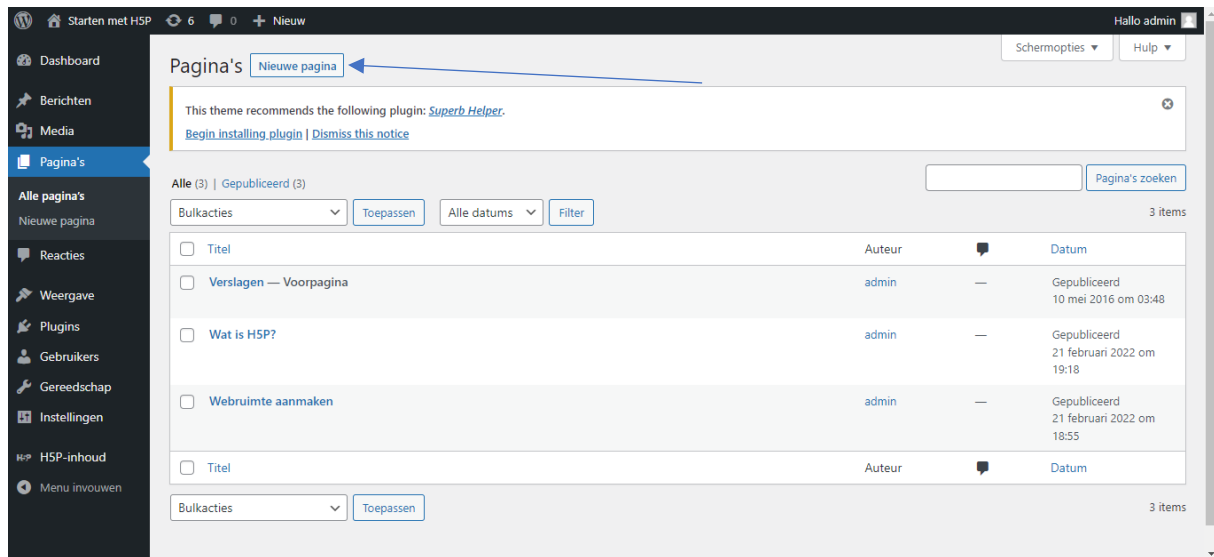 Starten met H5P 6 0 + Nieuw Hallo admin
Schermopties ▼ Hulp ▼
Dashboard
Berichten
Media
Pagina's
Alle pagina's
Nieuwe pagina
Reacties
Weergave
Plugins
Gebruikers
Gereedschap
Instellingen
H5P H5P-inhoud
Menu invouwen
Pagina's Nieuwe pagina
This theme recommends the following plugin: Superb Helper.
Begin installing plugin | Dismiss this notice
Alle (3) | Gepubliceerd (3)
Pagina's zoeken
Bulkacties Toepassen Alle datums Filter 3 items
Titel Auteur Datum
Verslagen — Voorpagina admin — Gepubliceerd
10 mei 2016 om 03:48
Wat is H5P? admin — Gepubliceerd
21 februari 2022 om
19:18
Webruimte aanmaken admin — Gepubliceerd
21 februari 2022 om
18:55
Titel Auteur Datum
Bulkacties Toepassen 3 items